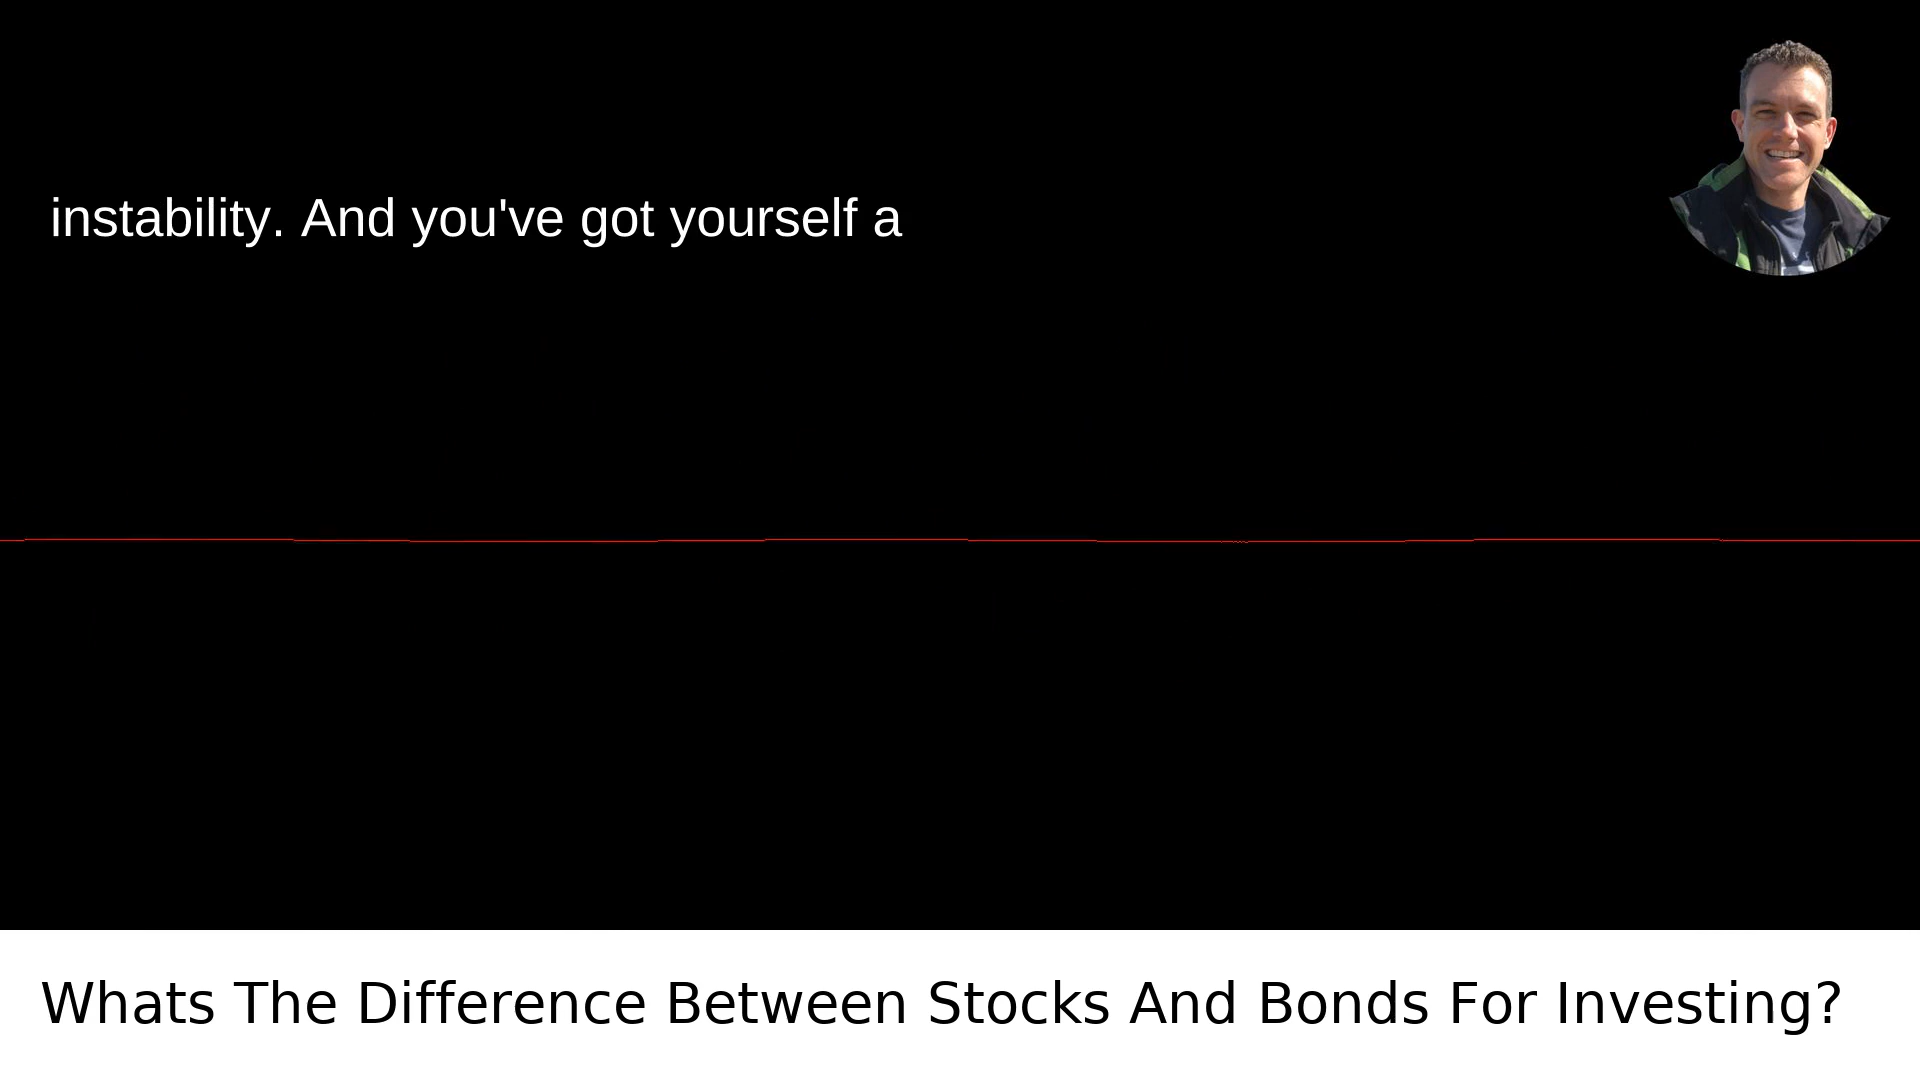 instability. And you've got yourself a
Whats The Difference Between Stocks And Bonds For Investing?